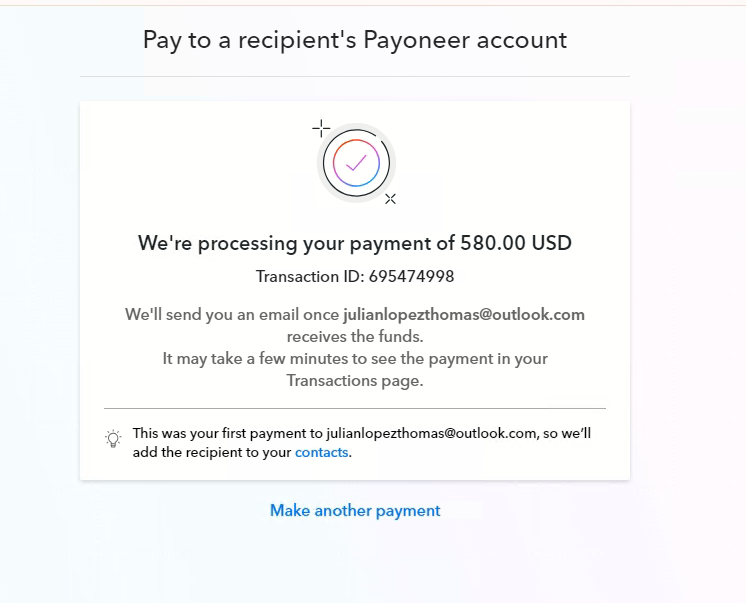 Pay to a recipient's Payoneer account
We're processing your payment of 580.00 USD
Transaction ID: 695474998
We'll send you an email once julianlopezthomas@outlook.com
receives the funds.
It may take a few minutes to see the payment in your
Transactions page.
This was your first payment to julianlopezthomas@outlook.com, so we’ll
add the recipient to your contacts.
Make another payment